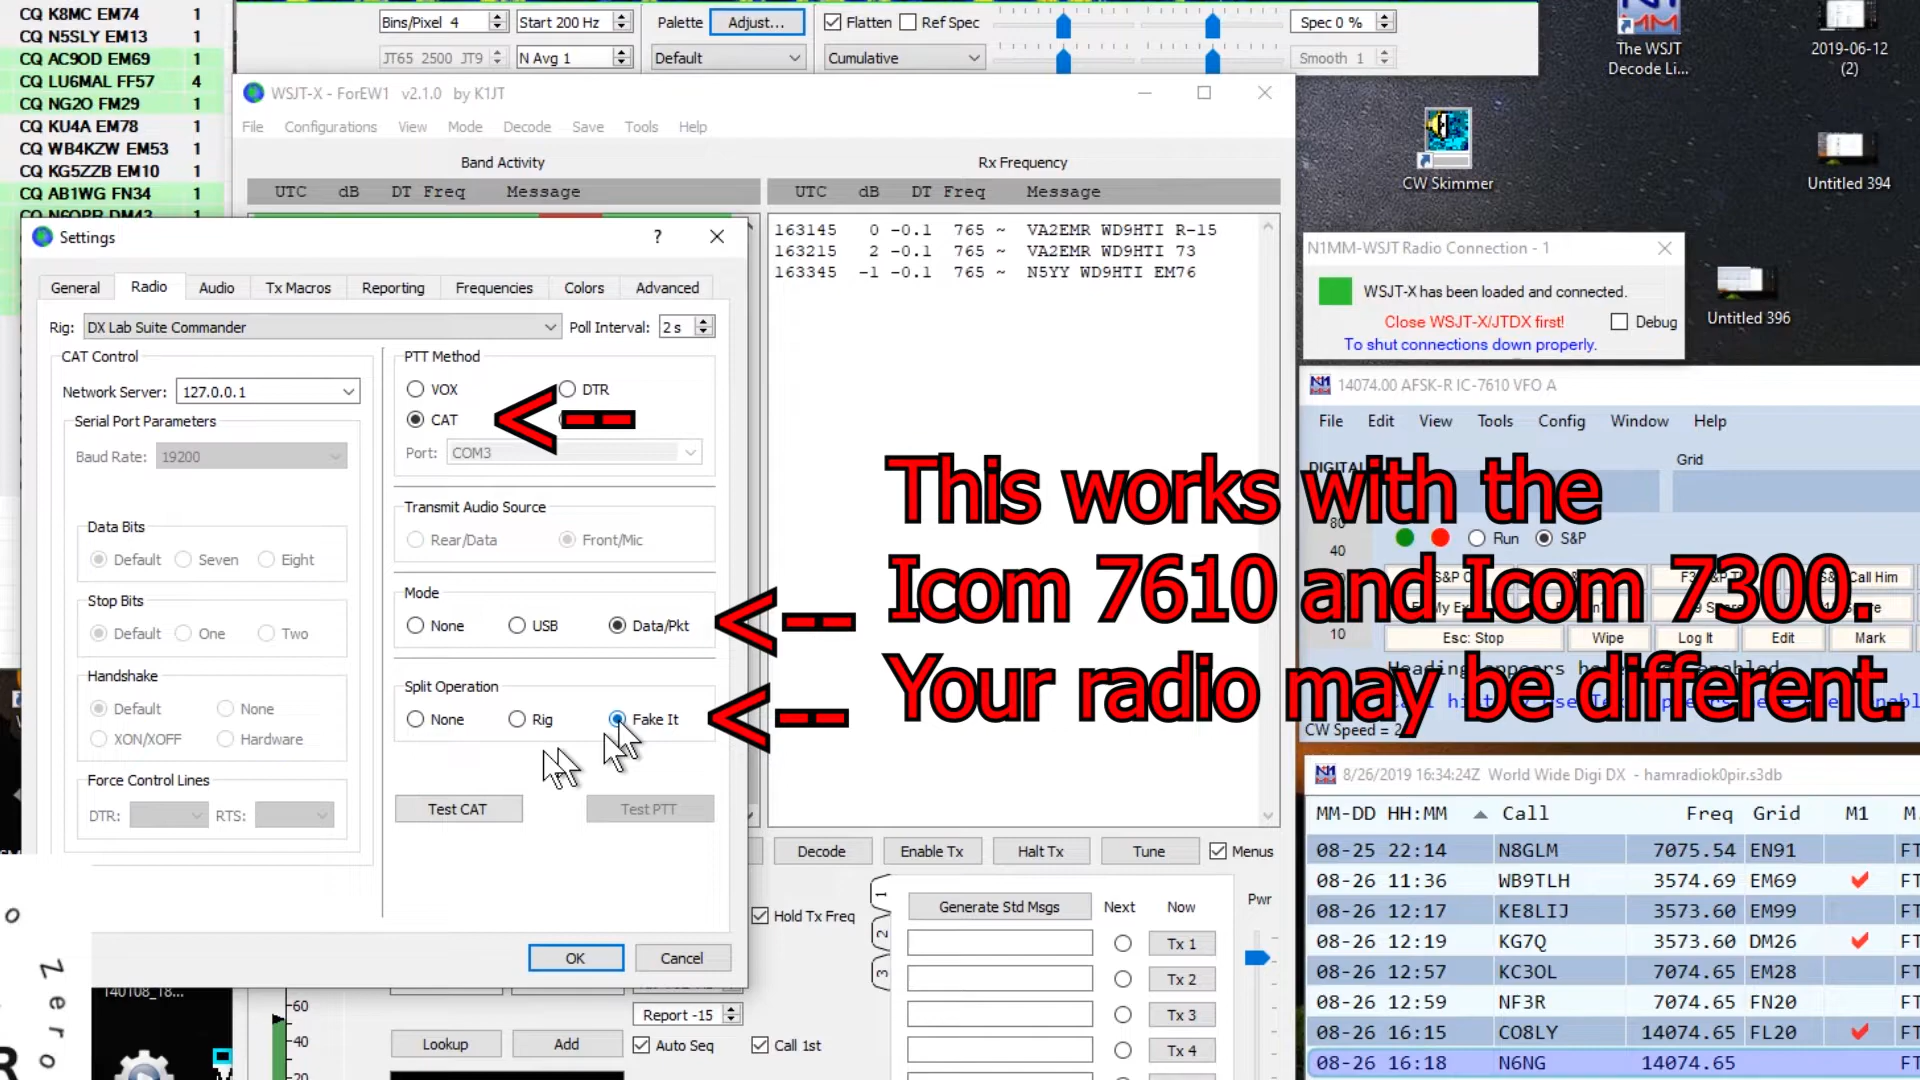 CQ K8MC EM74 1
CQ N5SLY EM13 1
CQ AC9OD EM69 1
CQ LU6MAL FF57 4
CQ NG2O FM29 1
CQ KU4A EM78 1
CQ WB4KZW EM53 1
CQ KG5ZZB EM10 1
CQ AB1WG FN34 1
CQ N6QPR DM43
Bins/Pixel 4 Start 200 Hz Palette Adjust... Flatten Ref Spec Spec 0 %
JT65 2500 JT9 N Avg 1 Default Cumulative Smooth 1
The WSJT
Decode Li...
2019-06-12
(2)
CW Skimmer
Untitled 394
Untitled 396
WSJT-X - ForEW1 v2.1.0 by K1JT
File Configurations View Mode Decode Save Tools Help
Band Activity Rx Frequency
UTC dB DT Freq Message UTC dB DT Freq Message
163145 0 -0.1 765 ~ VA2EMR WD9HTI R-15
163215 2 -0.1 765 ~ VA2EMR WD9HTI 73
163345 -1 -0.1 765 ~ N5YY WD9HTI EM76
Settings ?
General Radio Audio Tx Macros Reporting Frequencies Colors Advanced
Rig: DX Lab Suite Commander Poll Interval: 2 s
CAT Control
Network Server: 127.0.0.1
Serial Port Parameters
Baud Rate: 19200
Data Bits
Default Seven Eight
Stop Bits
Default One Two
Handshake
Default None
XON/XOFF Hardware
Force Control Lines
DTR: RTS:
PTT Method
VOX DTR
CAT <--
Port: COM3
Transmit Audio Source
Rear/Data Front/Mic
Mode
None USB Data/Pkt <--
Split Operation
None Rig Fake It <--
Test CAT Test PTT
OK Cancel
This works with the
Icom 7610 and Icom 7300.
Your radio may be different.
N1MM-WSJT Radio Connection - 1
WSJT-X has been loaded and connected.
Close WSJT-X/JTDX first! Debug
To shut connections down properly.
14074.00 AFSK-R IC-7610 VFO A
File Edit View Tools Config Window Help
Grid
80
40
10
Run S&P
Call Him
Esc: Stop Wipe Log It Edit Mark
CW Speed = 2
8/26/2019 16:34:24Z World Wide Digi DX - hamradiok0pir.s3db
MM-DD HH:MM Call Freq Grid M1
08-25 22:14 N8GLM 7075.54 EN91
08-26 11:36 WB9TLH 3574.69 EM69
08-26 12:17 KE8LIJ 3573.60 EM99
08-26 12:19 KG7Q 3573.60 DM26
08-26 12:57 KC3OL 7074.65 EM28
08-26 12:59 NF3R 7074.65 FN20
08-26 16:15 CO8LY 14074.65 FL20
08-26 16:18 N6NG 14074.65
Decode Enable Tx Halt Tx Tune Menus
Hold Tx Freq
1
2
3
Generate Std Msgs Next Now Pwr
Tx 1
Tx 2
Tx 3
Tx 4
Report -15
Lookup Add Auto Seq Call 1st
-60
-40
-20
140108_18...
Zero